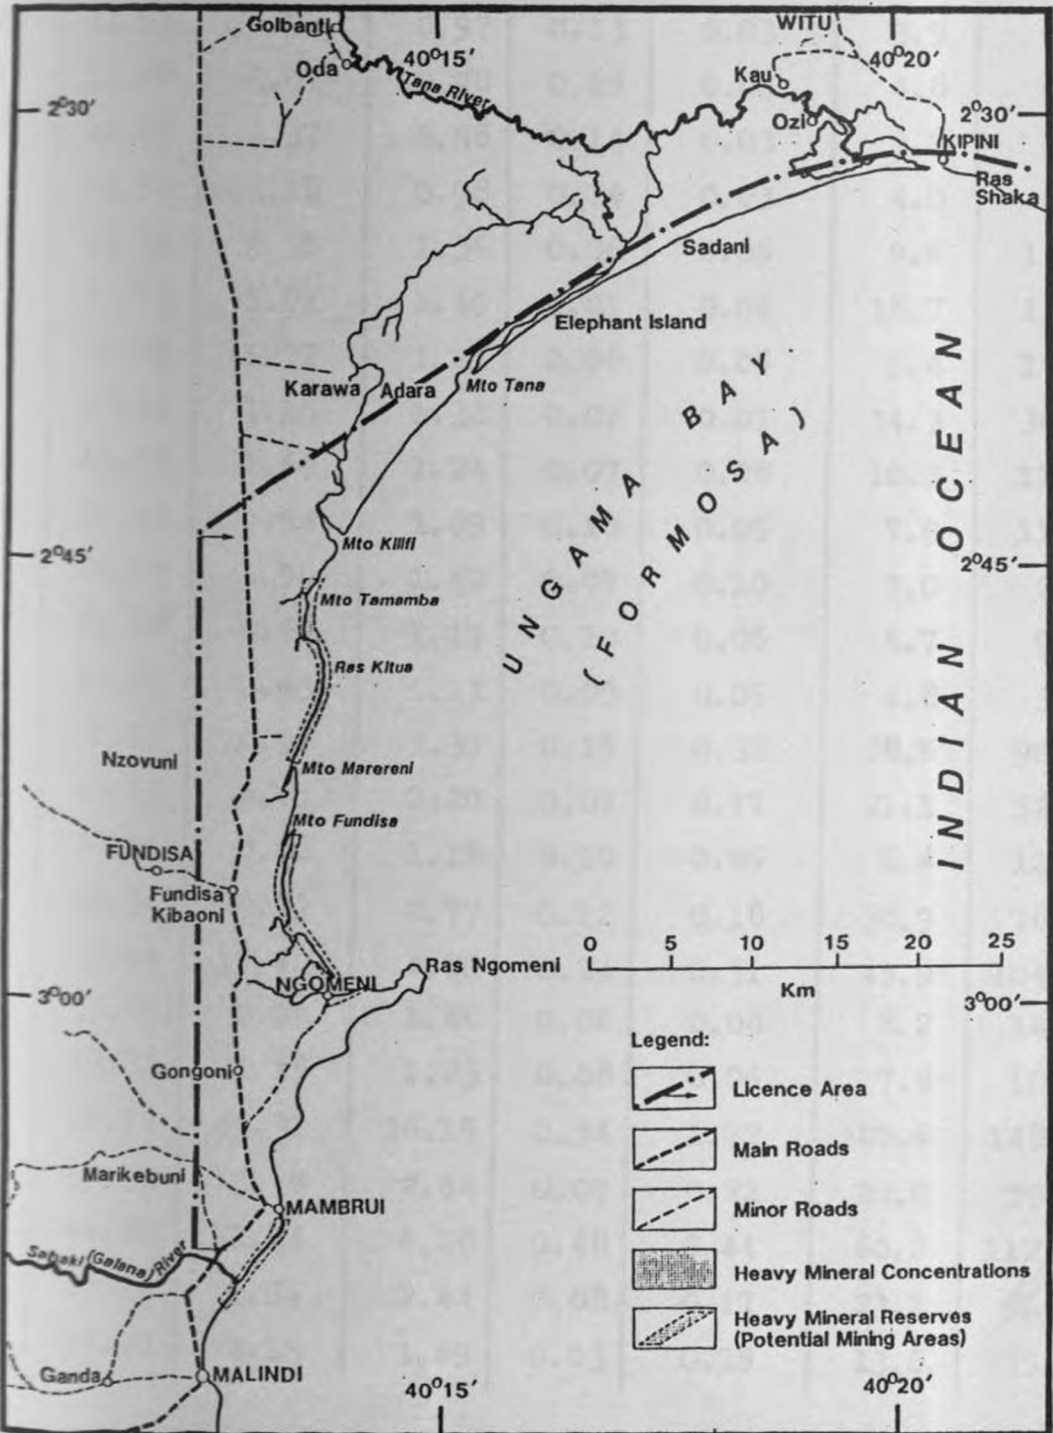 Golbanti
WITU
40°15'
40°20'
Oda
Tana River
Kau
2°30'
2°30'
Ozi
KIPINI
Ras
Shaka
Sadani
Elephant Island
Karawa
Adara
Mto Tana
UNGAMA BAY
(FORMOSA)
INDIAN OCEAN
Mto Kilifi
2°45'
2°45'
Mto Tamamba
Ras Kitua
Nzovuni
Mto Marereni
Mto Fundisa
FUNDISA
Fundisa
Kibaoni
0 5 10 15 20 25
Km
Ras Ngomeni
NGOMENI
3°00'
3°00'
Legend:
Gongoni
Licence Area
Main Roads
Marikebuni
Minor Roads
MAMBRUI
Sabaki (Galana) River
Heavy Mineral Concentrations
Heavy Mineral Reserves
(Potential Mining Areas)
Ganda
MALINDI
40°15'
40°20'